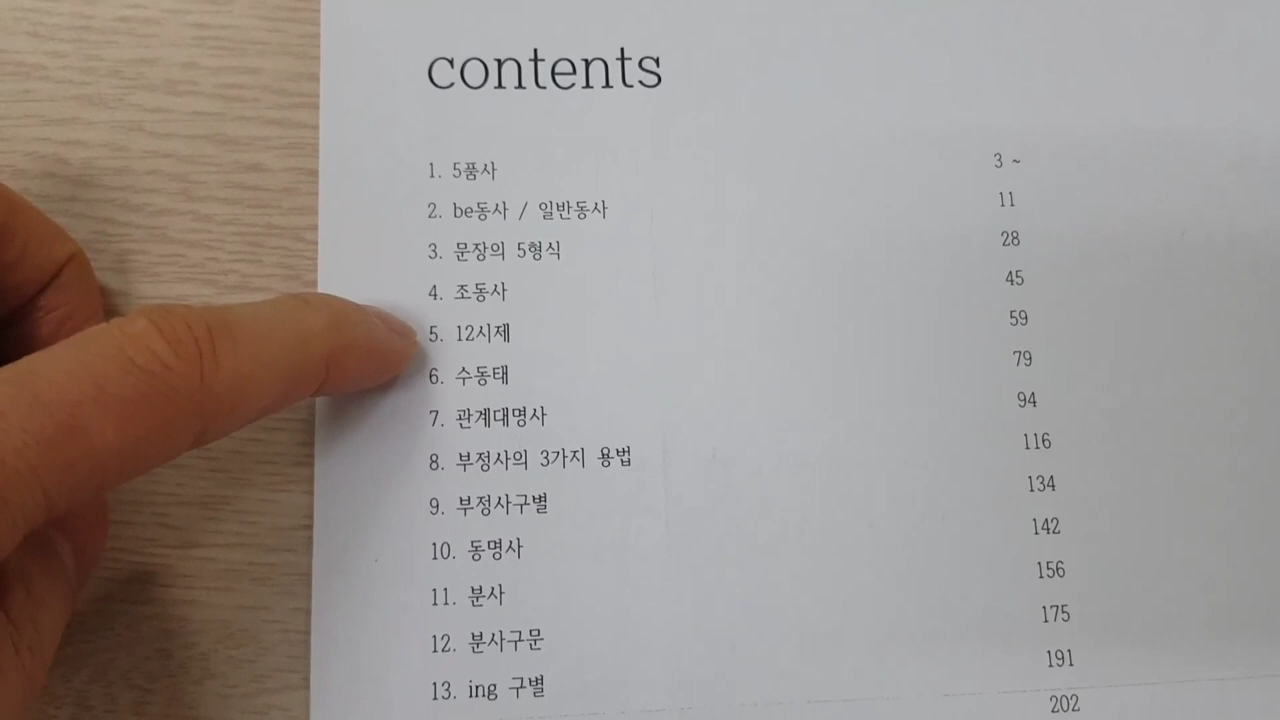 contents
1. 5품사 3 ~
2. be동사 / 일반동사 11
3. 문장의 5형식 28
4. 조동사 45
5. 12시제 59
6. 수동태 79
7. 관계대명사 94
8. 부정사의 3가지 용법 116
9. 부정사구별 134
10. 동명사 142
11. 분사 156
12. 분사구문 175
13. ing 구별 191
202